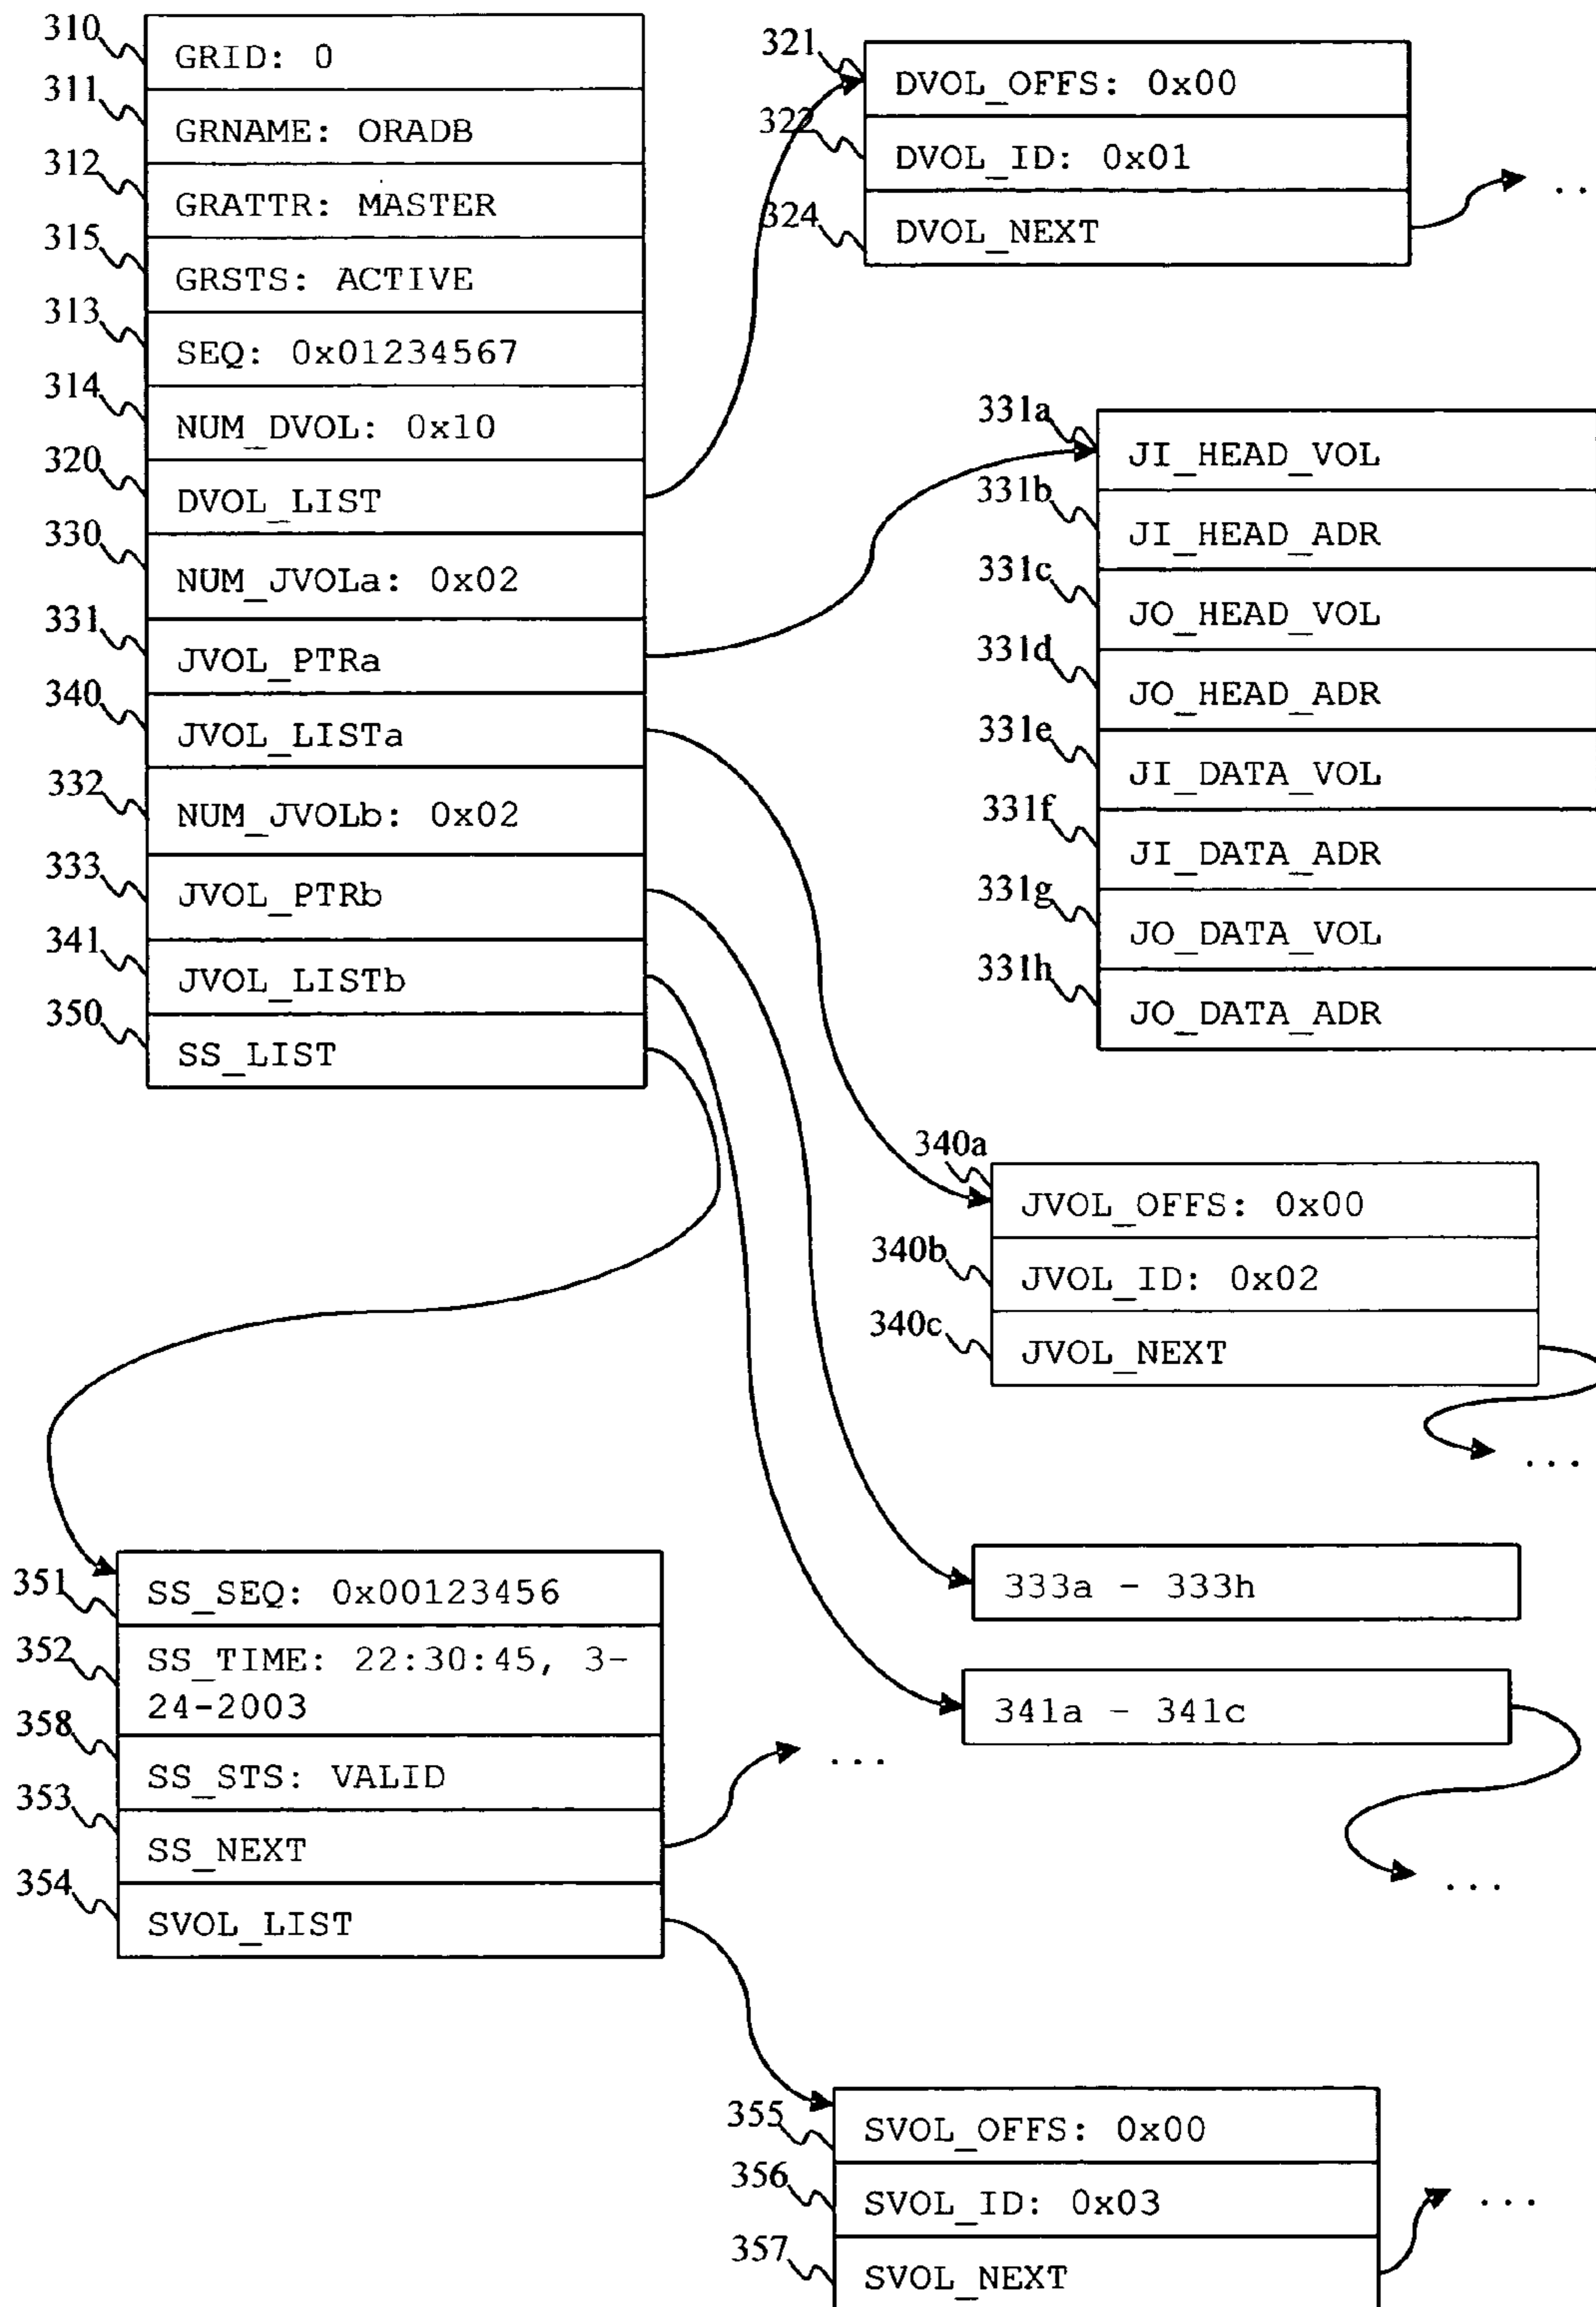 310
GRID: 0
311
GRNAME: ORADB
312
GRATTR: MASTER
315
GRSTS: ACTIVE
313
SEQ: 0x01234567
314
NUM_DVOL: 0x10
320
DVOL_LIST
330
NUM_JVOLa: 0x02
331
JVOL_PTRa
340
JVOL_LISTa
332
NUM_JVOLb: 0x02
333
JVOL_PTRb
341
JVOL_LISTb
350
SS_LIST
321
DVOL_OFFS: 0x00
322
DVOL_ID: 0x01
324
DVOL_NEXT
..
331a
JI_HEAD_VOL
331b
JI_HEAD_ADR
331c
JO_HEAD_VOL
331d
JO_HEAD_ADR
331e
JI_DATA_VOL
331f
JI_DATA_ADR
331g
JO_DATA_VOL
331h
JO_DATA_ADR
340a
JVOL_OFFS: 0x00
340b
JVOL_ID: 0x02
340c
JVOL_NEXT
...
333a - 333h
341a - 341c
...
351
SS_SEQ: 0x00123456
352
SS_TIME: 22:30:45, 3-
24-2003
358
SS_STS: VALID
353
SS_NEXT
...
354
SVOL_LIST
355
SVOL_OFFS: 0x00
356
SVOL_ID: 0x03
357
SVOL_NEXT
...